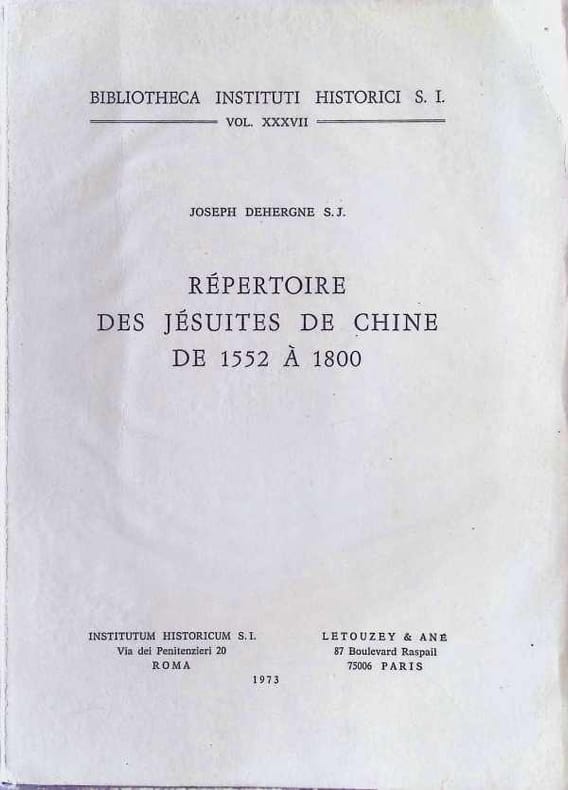 BIBLIOTHECA INSTITUTI HISTORICI S. I.
VOL. XXXVII
JOSEPH DEHERGNE S. J.
RÉPERTOIRE
DES JÉSUITES DE CHINE
DE 1552 À 1800
INSTITUTUM HISTORICUM S. I.
Via dei Penitenzieri 20
ROMA
LETOUZEY & ANÉ
87 Boulevard Raspail
75006 PARIS
1973